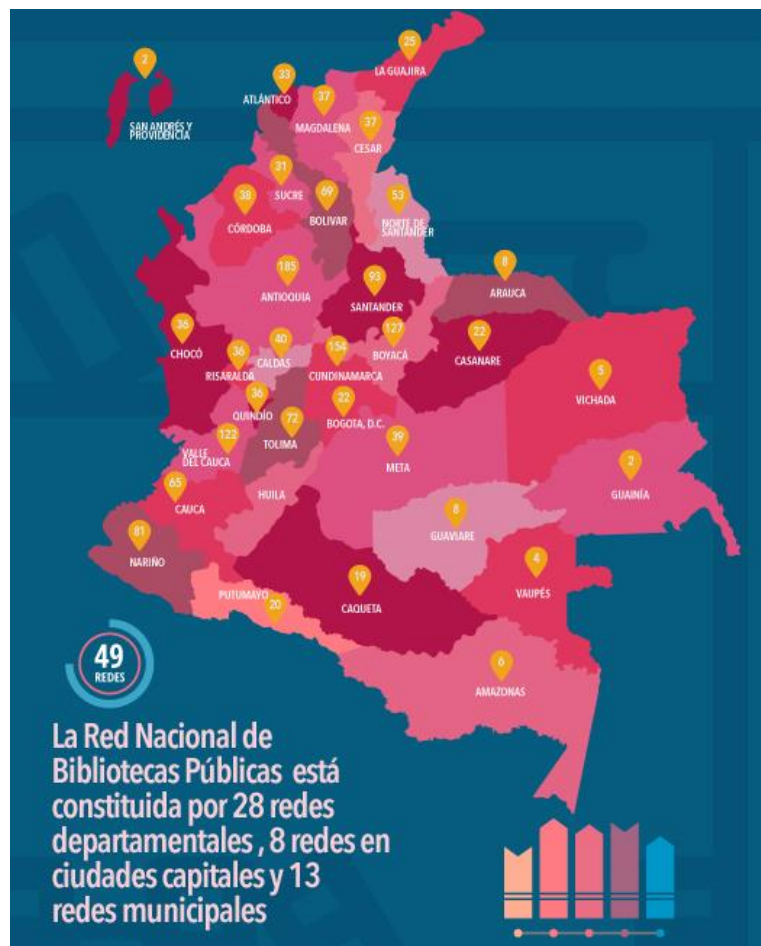 25
LA GUAJIRA
2
SAN ANDRÉS Y
PROVIDENCIA
33
ATLÁNTICO
37
MAGDALENA
37
CESAR
31
SUCRE
38
CÓRDOBA
69
BOLIVAR
53
NORTE DE
SANTANDER
185
ANTIOQUIA
93
SANTANDER
8
ARAUCA
36
CHOCÓ
36
RISARALDA
40
CALDAS
154
CUNDINAMARCA
127
BOYACÁ
22
CASANARE
5
VICHADA
36
QUINDÍO
72
TOLIMA
22
BOGOTA, D.C.
122
VALLE
DEL CAUCA
39
META
2
GUAINÍA
65
CAUCA
HUILA
8
GUAVIARE
81
NARIÑO
4
VAUPÉS
PUTUMAYO
20
19
CAQUETA
6
AMAZONAS
49
REDES
La Red Nacional de
Bibliotecas Públicas está
constituida por 28 redes
departamentales , 8 redes en
ciudades capitales y 13
redes municipales